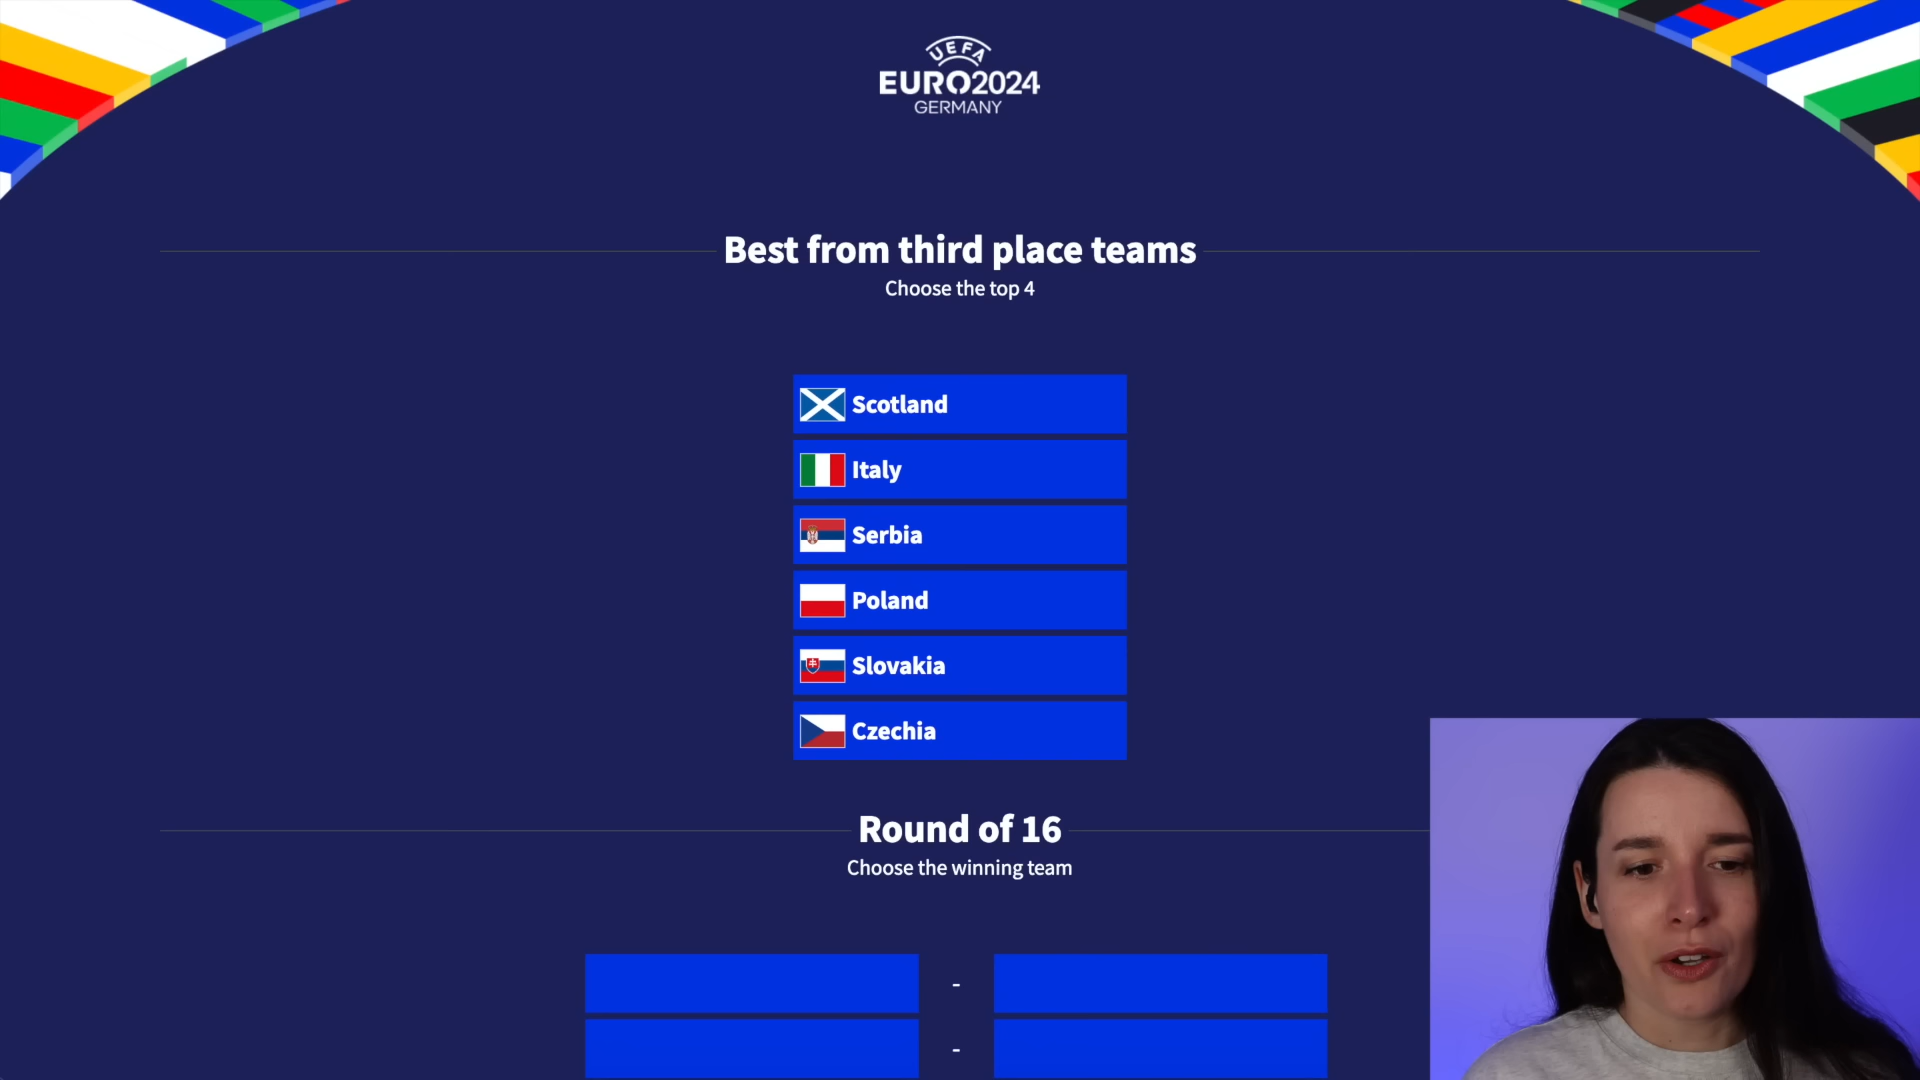 UEFA
EURO2024
GERMANY
Best from third place teams
Choose the top 4
Scotland
Italy
Serbia
Poland
Slovakia
Czechia
Round of 16
Choose the winning team
-
-